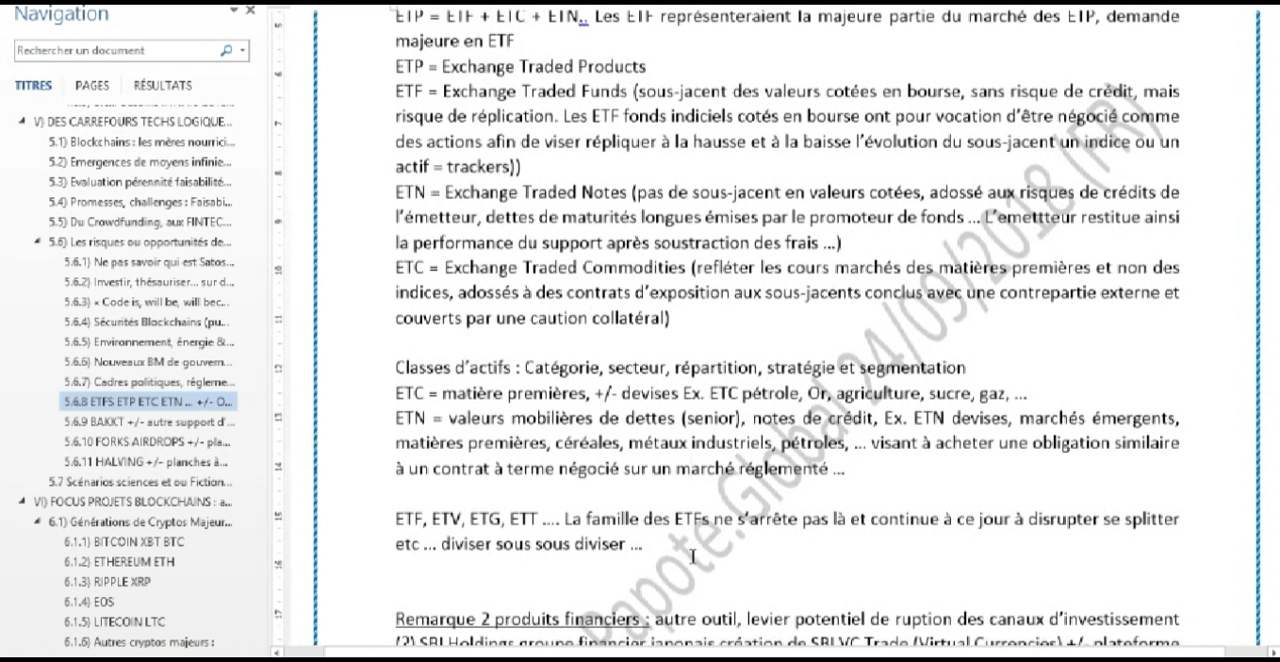 Navigation
Rechercher un document
TITRES PAGES RÉSULTATS
V) DES CARREFOURS TECHS LOGIQUE...
5.1) Blockchains : les mères nourrici...
5.2) Emergences de moyens infinie...
5.3) Evaluation pérennité faisabilité...
5.4) Promesses, challenges : Faisabi...
5.5) Du Crowdfunding, aux FINTEC...
5.6) Les risques ou opportunités de...
5.6.1) Ne pas savoir qui est Satos...
5.6.2) Investir, thésauriser... sur d...
5.6.3) « Code is, will be, will bec...
5.6.4) Sécurités Blockchains (pu...
5.6.5) Environnement, énergie &...
5.6.6) Nouveaux BM de gouvern...
5.6.7) Cadres politiques, régleme...
5.6.8 ETFS ETP ETC ETN ... +/- O...
5.6.9 BAKKT +/- autre support d'...
5.6.10 FORKS AIRDROPS +/- pla...
5.6.11 HALVING +/- planches à...
5.7 Scénarios sciences et ou Fiction...
VI) FOCUS PROJETS BLOCKCHAINS : a...
6.1) Générations de Cryptos Majeur...
6.1.1) BITCOIN XBT BTC
6.1.2) ETHEREUM ETH
6.1.3) RIPPLE XRP
6.1.4) EOS
6.1.5) LITECOIN LTC
6.1.6) Autres cryptos majeurs :
ETP = ETF + ETC + ETN.. Les ETF représenteraient la majeure partie du marché des ETP, demande
majeure en ETF
ETP = Exchange Traded Products
ETF = Exchange Traded Funds (sous-jacent des valeurs cotées en bourse, sans risque de crédit, mais
risque de réplication. Les ETF fonds indiciels cotés en bourse ont pour vocation d'être négocié comme
des actions afin de viser répliquer à la hausse et à la baisse l'évolution du sous-jacent un indice ou un
actif = trackers))
ETN = Exchange Traded Notes (pas de sous-jacent en valeurs cotées, adossé aux risques de crédits de
l'émetteur, dettes de maturités longues émises par le promoteur de fonds ... L'emettteur restitue ainsi
la performance du support après soustraction des frais ...)
ETC = Exchange Traded Commodities (refléter les cours marchés des matières premières et non des
indices, adossés à des contrats d'exposition aux sous-jacents conclus avec une contrepartie externe et
couverts par une caution collatéral)
Classes d'actifs : Catégorie, secteur, répartition, stratégie et segmentation
ETC = matière premières, +/- devises Ex. ETC pétrole, Or, agriculture, sucre, gaz, ...
ETN = valeurs mobilières de dettes (senior), notes de crédit, Ex. ETN devises, marchés émergents,
matières premières, céréales, métaux industriels, pétroles, ... visant à acheter une obligation similaire
à un contrat à terme négocié sur un marché réglementé ...
ETF, ETV, ETG, ETT .... La famille des ETFs ne s'arrête pas là et continue à ce jour à disrupter se splitter
etc ... diviser sous sous diviser ...
Remarque 2 produits financiers : autre outil, levier potentiel de ruption des canaux d'investissement
(?) SBI Holdings groupe financier japonais création de SBI VC Trade (Virtual Currencies) +/- plateforme
Papote.Global 24/09/2018 (FR)